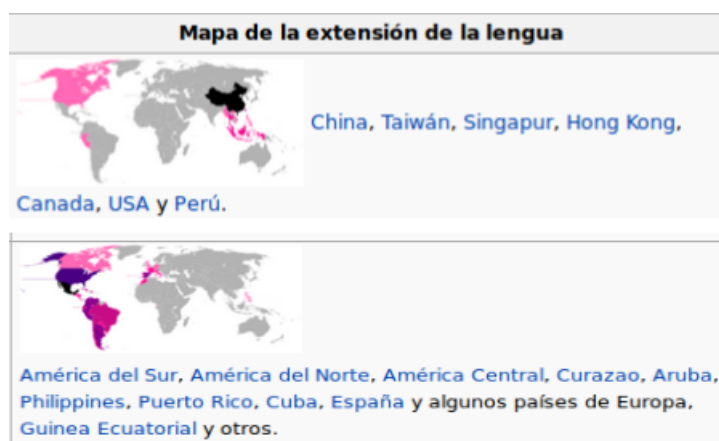 Mapa de la extensión de la lengua
China, Taiwán, Singapur, Hong Kong,
Canada, USA y Perú.
América del Sur, América del Norte, América Central, Curazao, Aruba,
Philippines, Puerto Rico, Cuba, España y algunos países de Europa,
Guinea Ecuatorial y otros.